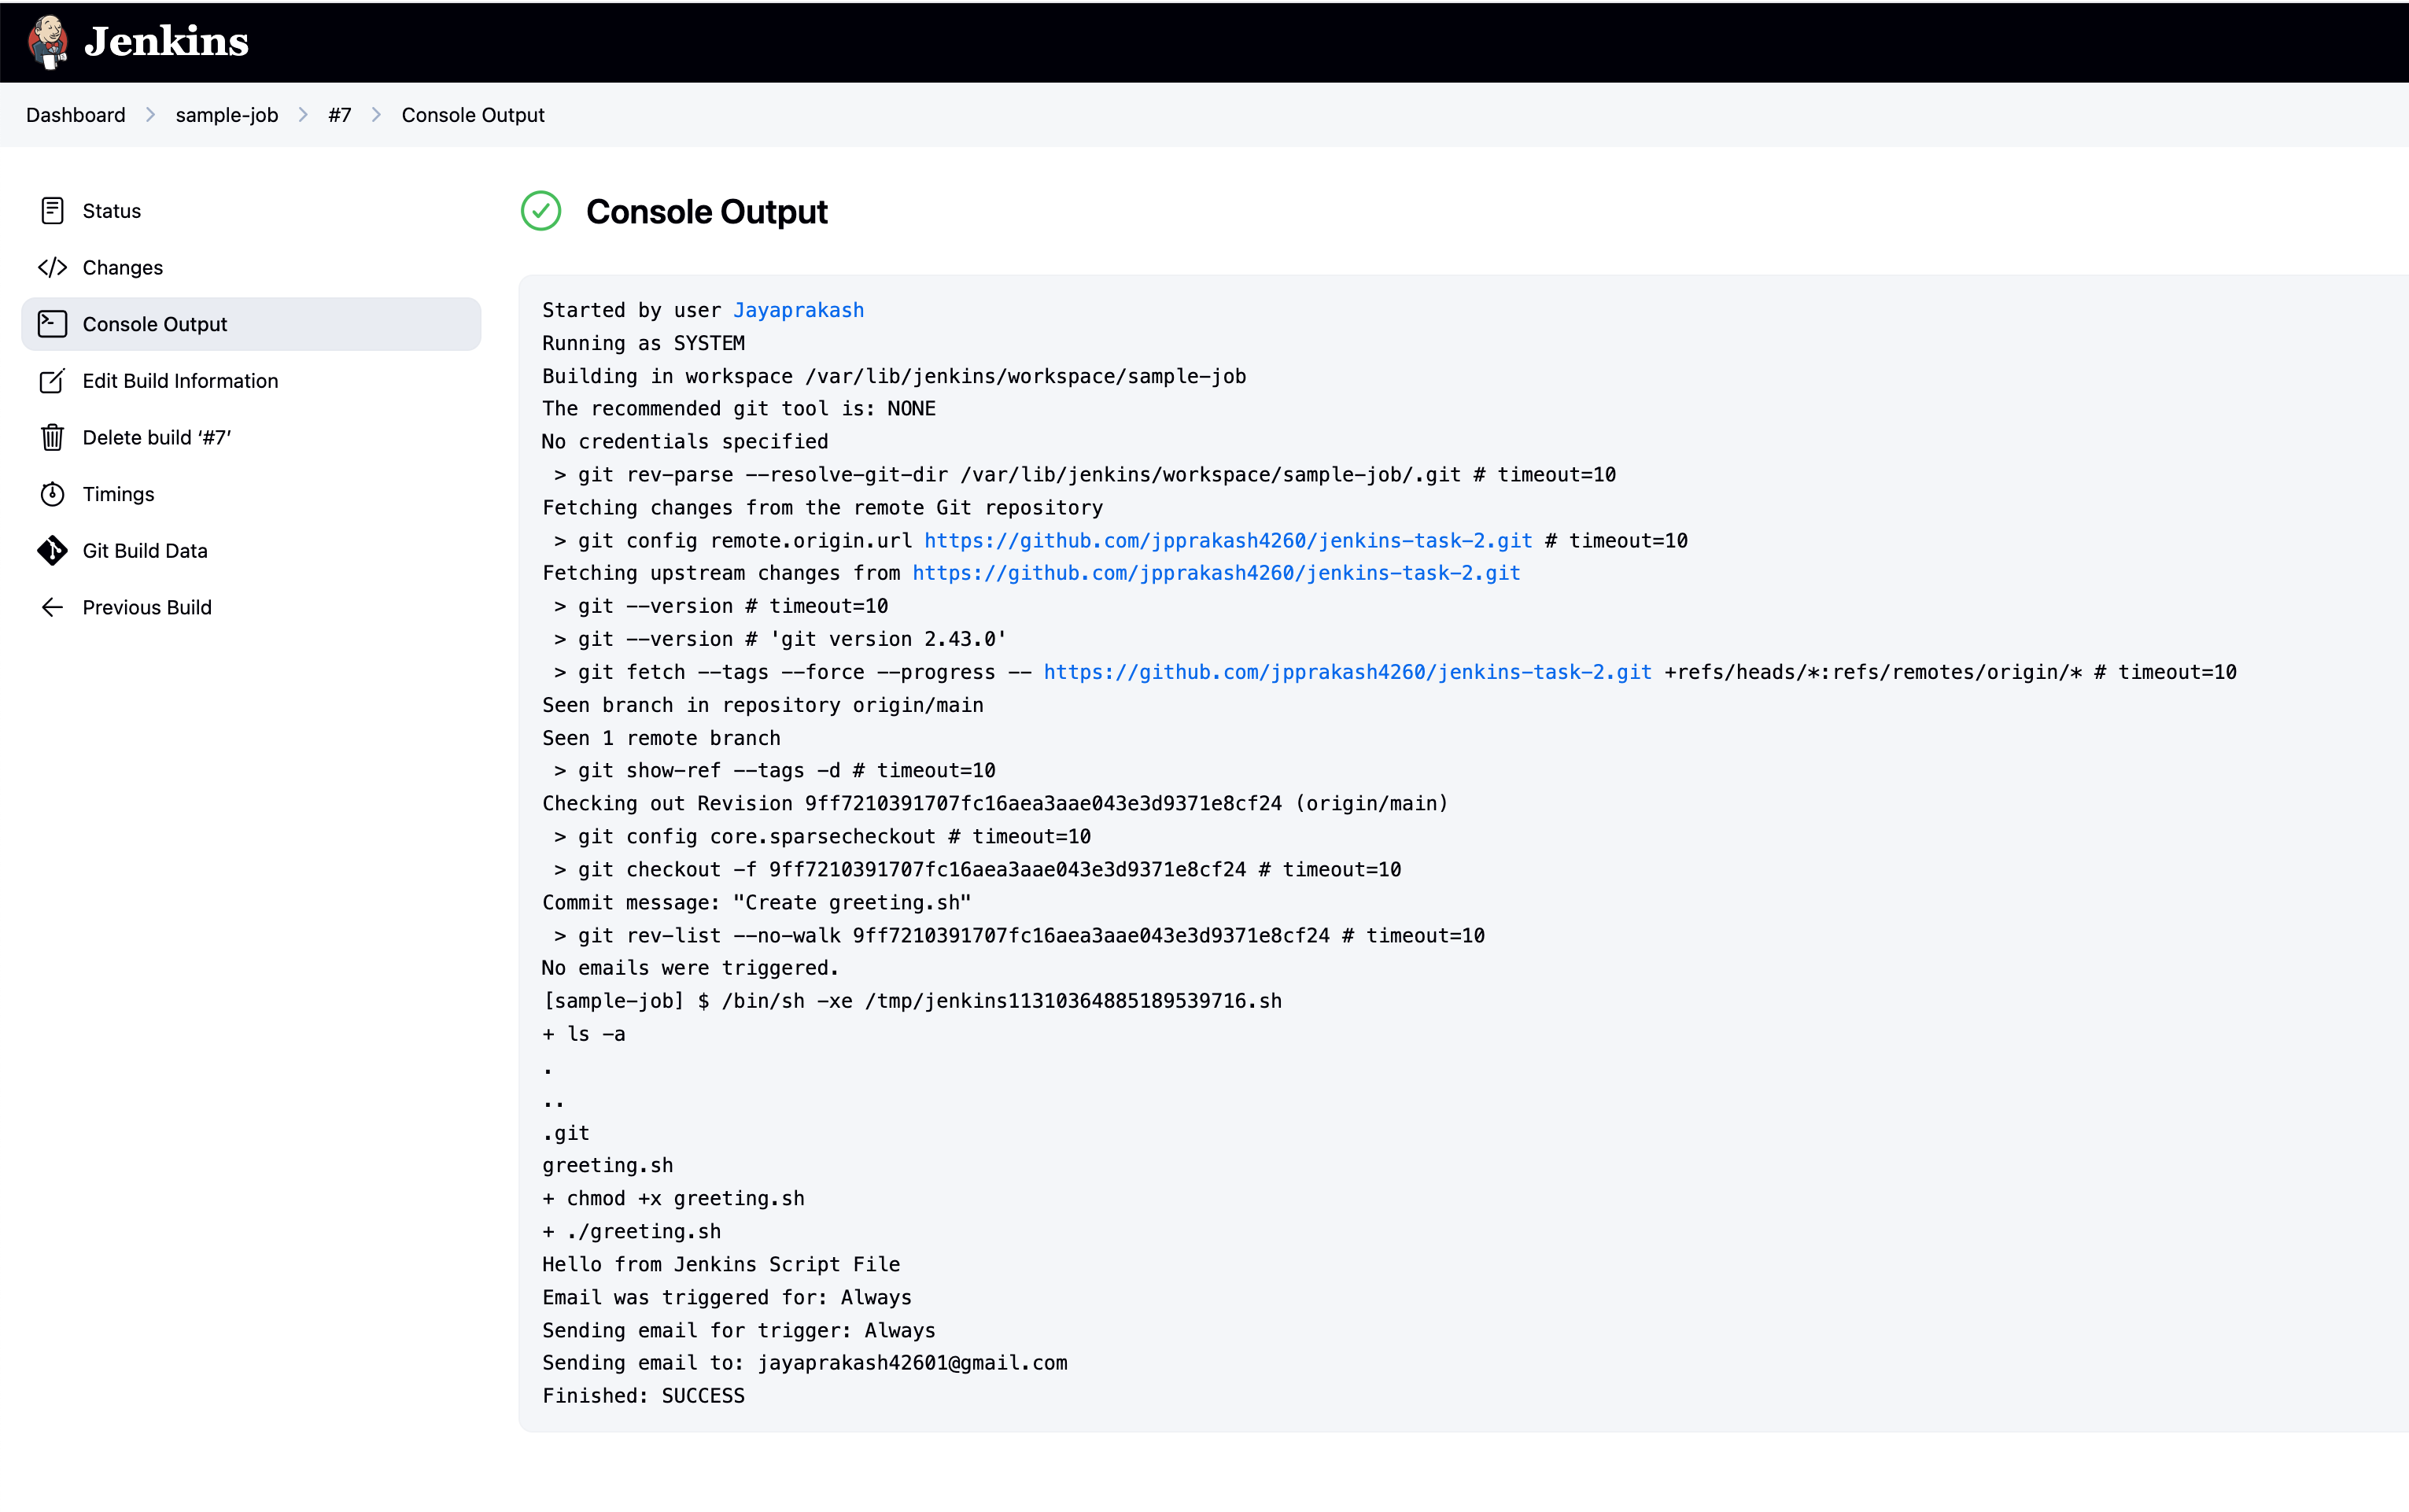 Jenkins
Dashboard > sample-job > #7 > Console Output
Status
Changes
Console Output
Edit Build Information
Delete build ‘#7’
Timings
Git Build Data
Previous Build
Console Output
Started by user Jayaprakash
Running as SYSTEM
Building in workspace /var/lib/jenkins/workspace/sample-job
The recommended git tool is: NONE
No credentials specified
 > git rev-parse --resolve-git-dir /var/lib/jenkins/workspace/sample-job/.git # timeout=10
Fetching changes from the remote Git repository
 > git config remote.origin.url https://github.com/jpprakash4260/jenkins-task-2.git # timeout=10
Fetching upstream changes from https://github.com/jpprakash4260/jenkins-task-2.git
 > git --version # timeout=10
 > git --version # 'git version 2.43.0'
 > git fetch --tags --force --progress -- https://github.com/jpprakash4260/jenkins-task-2.git +refs/heads/*:refs/remotes/origin/* # timeout=10
Seen branch in repository origin/main
Seen 1 remote branch
 > git show-ref --tags -d # timeout=10
Checking out Revision 9ff7210391707fc16aea3aae043e3d9371e8cf24 (origin/main)
 > git config core.sparsecheckout # timeout=10
 > git checkout -f 9ff7210391707fc16aea3aae043e3d9371e8cf24 # timeout=10
Commit message: "Create greeting.sh"
 > git rev-list --no-walk 9ff7210391707fc16aea3aae043e3d9371e8cf24 # timeout=10
No emails were triggered.
[sample-job] $ /bin/sh -xe /tmp/jenkins11310364885189539716.sh
+ ls -a
.
..
.git
greeting.sh
+ chmod +x greeting.sh
+ ./greeting.sh
Hello from Jenkins Script File
Email was triggered for: Always
Sending email for trigger: Always
Sending email to: jayaprakash42601@gmail.com
Finished: SUCCESS